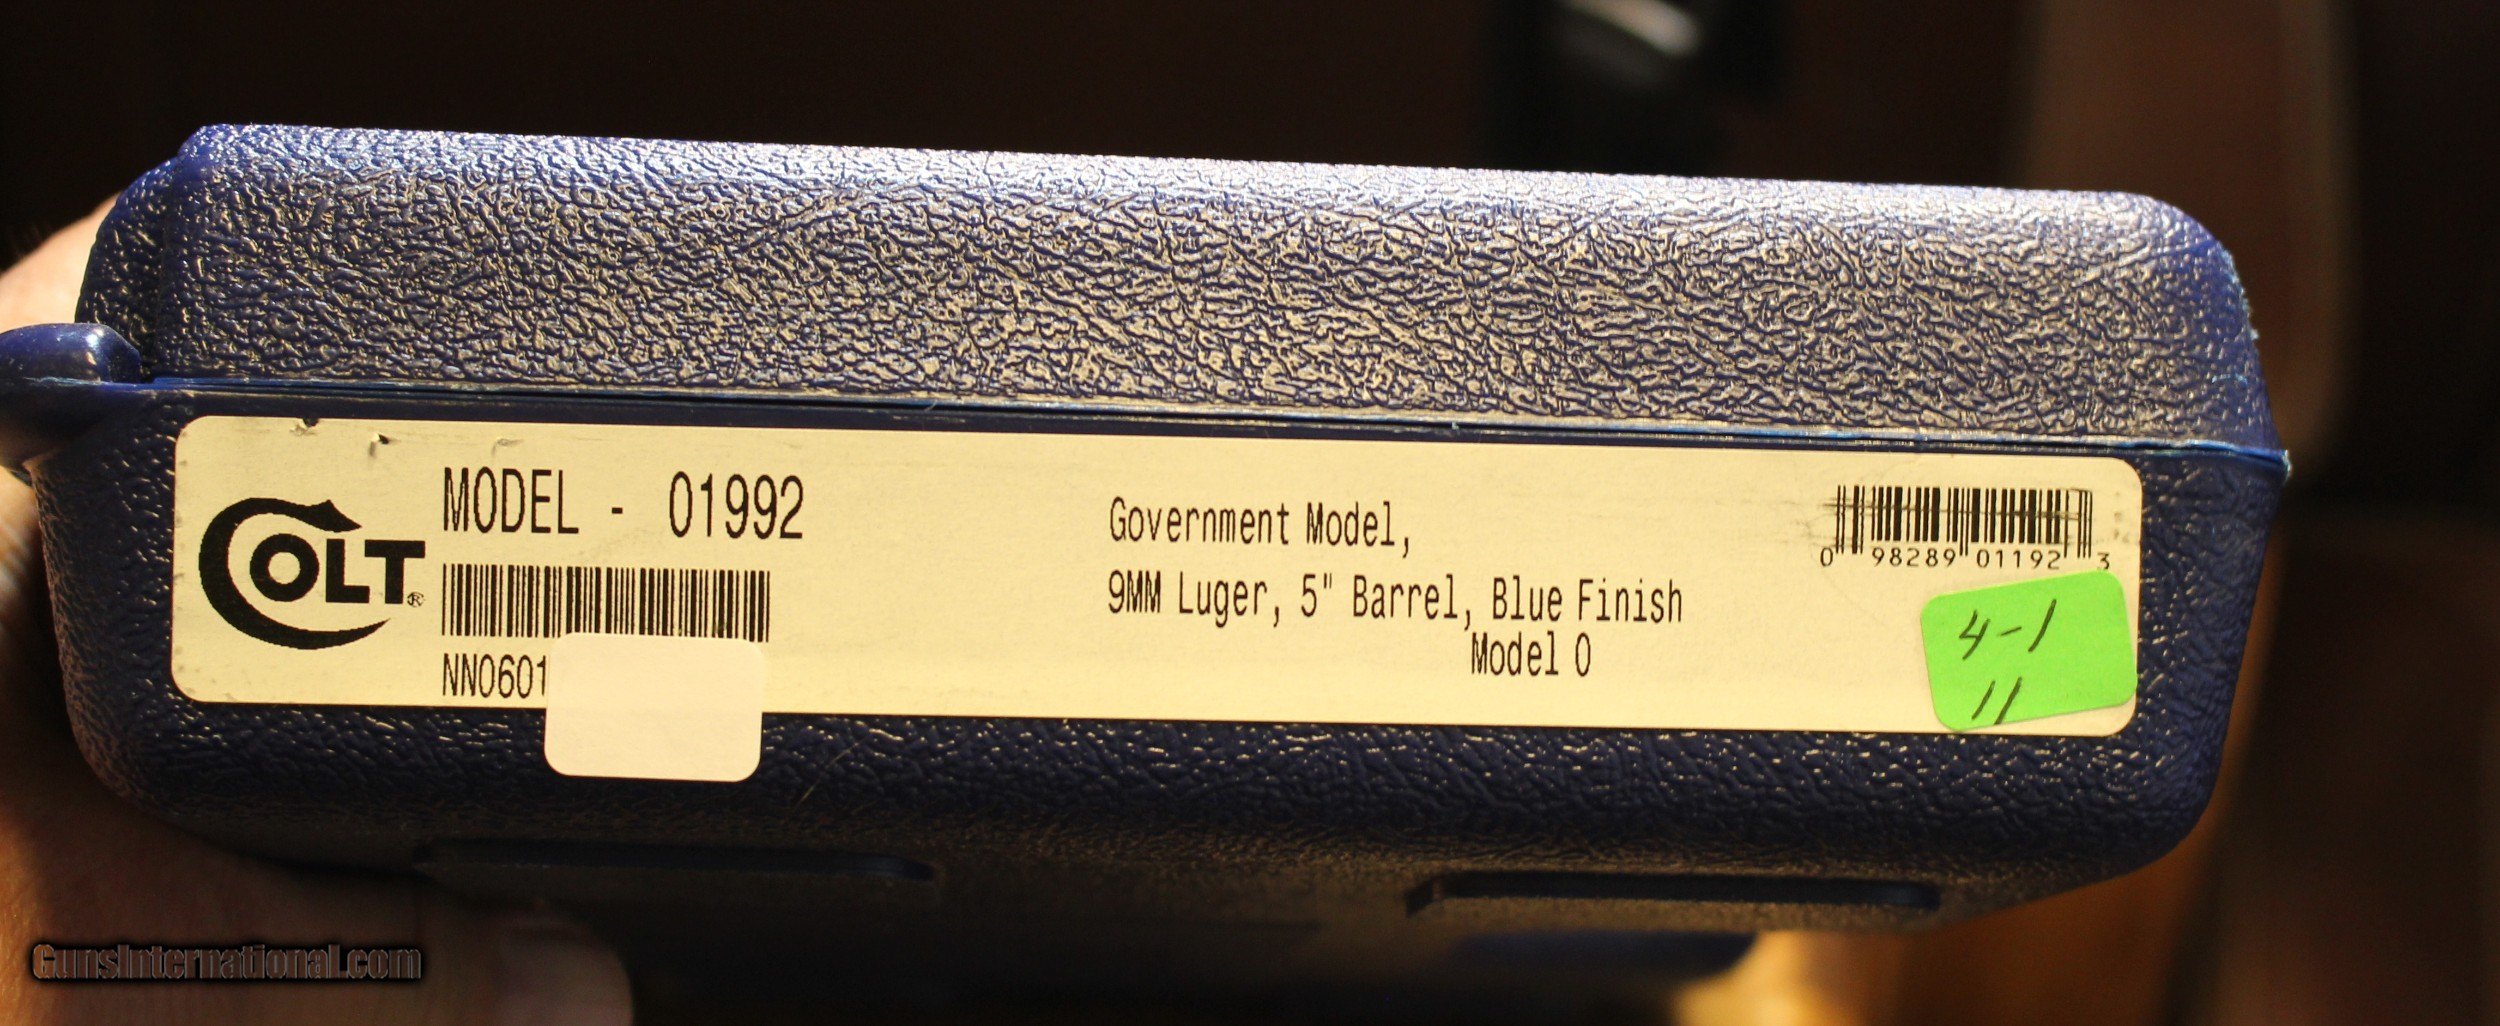 COLT®
MODEL - 01992
NN0601
Government Model,
9MM Luger, 5" Barrel, Blue Finish
Model O
0 98289 01192 3
4-1
11
GunsInternational.com